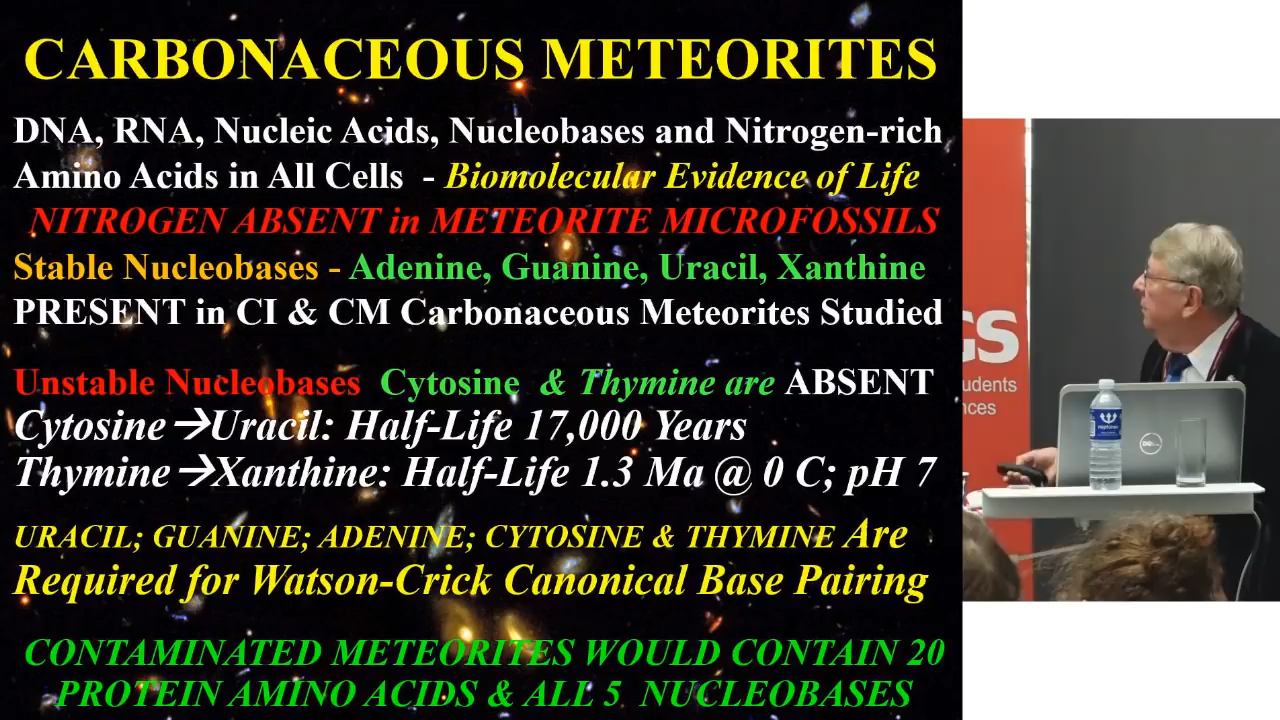 CARBONACEOUS METEORITES
DNA, RNA, Nucleic Acids, Nucleobases and Nitrogen-rich
Amino Acids in All Cells - Biomolecular Evidence of Life
NITROGEN ABSENT in METEORITE MICROFOSSILS
Stable Nucleobases - Adenine, Guanine, Uracil, Xanthine
PRESENT in CI & CM Carbonaceous Meteorites Studied
Unstable Nucleobases Cytosine & Thymine are ABSENT
Cytosine→Uracil: Half-Life 17,000 Years
Thymine→Xanthine: Half-Life 1.3 Ma @ 0 C; pH 7
URACIL; GUANINE; ADENINE; CYTOSINE & THYMINE Are
Required for Watson-Crick Canonical Base Pairing
CONTAMINATED METEORITES WOULD CONTAIN 20
PROTEIN AMINO ACIDS & ALL 5 NUCLEOBASES
GS
udents
nces